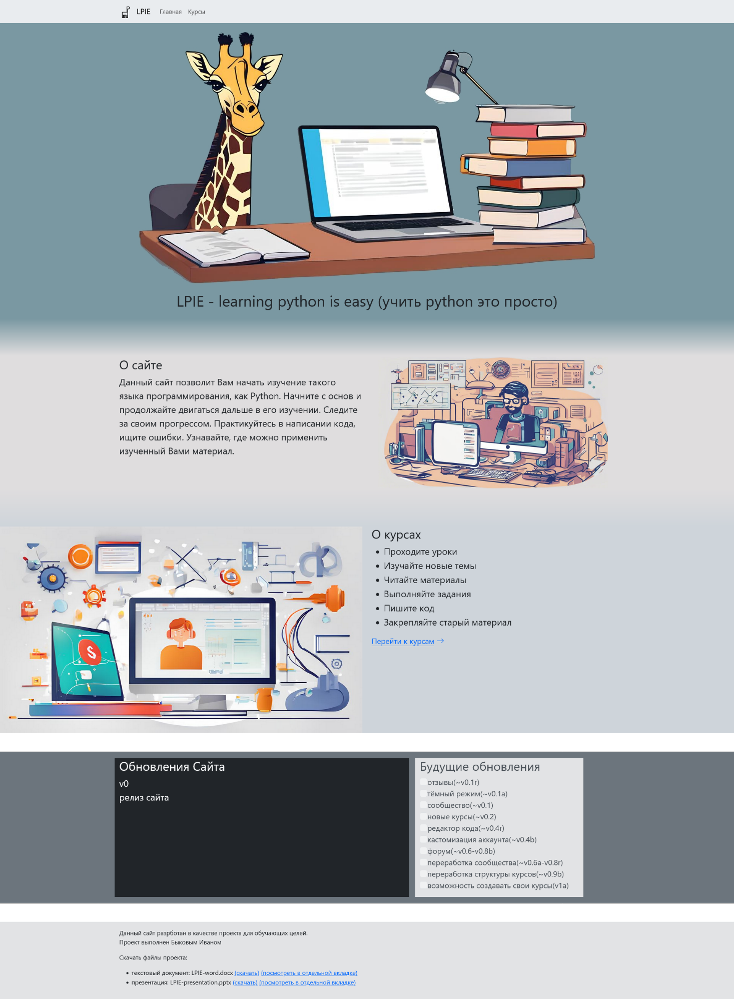 LPIE Главная Курсы
LPIE - learning python is easy (учить python это просто)
О сайте
Данный сайт позволит Вам начать изучение такого
языка программирования, как Python. Начните с основ и
продолжайте двигаться дальше в его изучении. Следите
за своим прогрессом. Практикуйтесь в написании кода,
ищите ошибки. Узнавайте, где можно применить
изученный Вами материал.
О курсах
• Проходите уроки
• Изучайте новые темы
• Читайте материалы
• Выполняйте задания
• Пишите код
• Закрепляйте старый материал
Перейти к курсам →
Обновления Сайта
v0
релиз сайта
Будущие обновления
отзывы(~v0.1r)
тёмный режим(~v0.1a)
сообщество(~v0.1)
новые курсы(~v0.2)
редактор кода(~v0.4r)
кастомизация аккаунта(~v0.4b)
форум(~v0.6-v0.8b)
переработка сообщества(~v0.6a-v0.8r)
переработка структуры курсов(~v0.9b)
возможность создавать свои курсы(v1a)
Данный сайт разрботан в качестве проекта для обучающих целей.
Проект выполнен Быковым Иваном
Скачать файлы проекта:
• текстовый документ: LPIE-word.docx (скачать) (посмотреть в отдельной вкладке)
• презентация: LPIE-presentation.pptx (скачать) (посмотреть в отдельной вкладке)